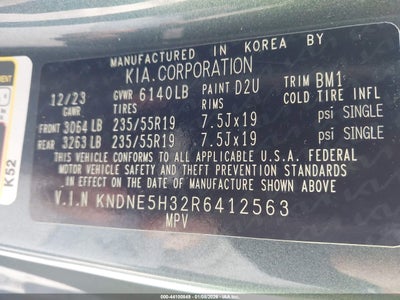 MANUFACTURED IN KOREA BY
KIA.CORPORATION
12/23 GVWR 6140LB PAINT D2U TRIM BM1
TIRES RIMS COLD TIRE INFL
FRONT 3064 LB 235/55R19 7.5Jx19 psi SINGLE
REAR 3263 LB 235/55R19 7.5Jx19 psi SINGLE
THIS VEHICLE CONFORMS TO ALL APPLICABLE U.S.A. FEDERAL
MOTOR VEHICLE SAFETY AND THEFT PREVENTION STANDARDS
IN EFFECT ON THE DATE OF MANUFACTURE SHOWN ABOVE
V.I.N KNDNE5H32R6412563
MPV
K52